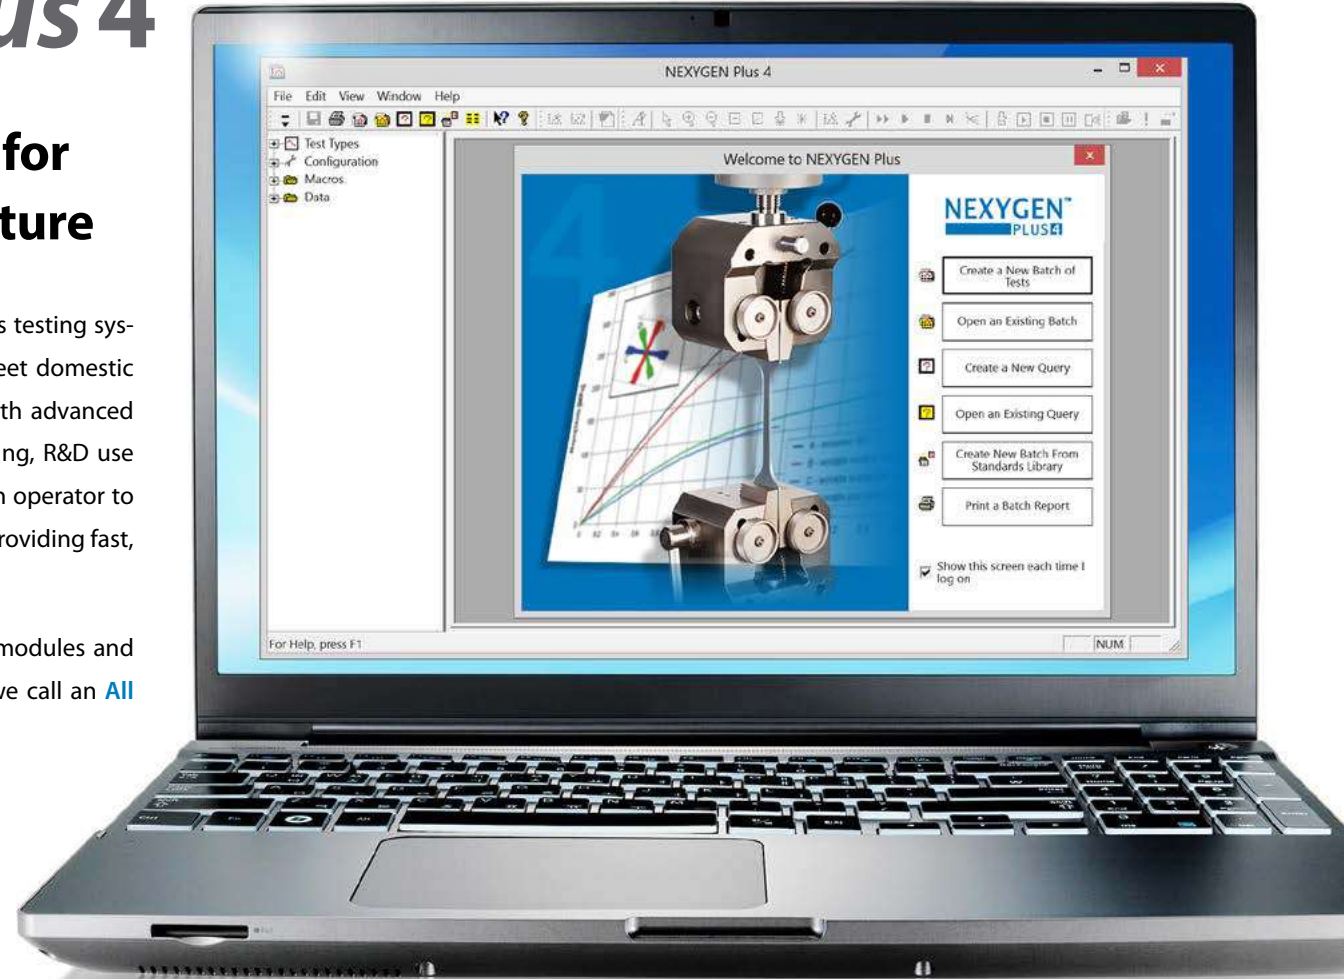 us 4
for
ture
s testing sys-
eet domestic
th advanced
ng, R&D use
n operator to
roviding fast,
modules and
we call an All
NEXYGEN Plus 4
File Edit View Window Help
Test Types
Configuration
Macros
Data
Welcome to NEXYGEN Plus
4
NEXYGEN™
PLUS4
Create a New Batch of
Tests
Open an Existing Batch
Create a New Query
Open an Existing Query
Create New Batch From
Standards Library
Print a Batch Report
Show this screen each time I
log on
For Help, press F1
NUM